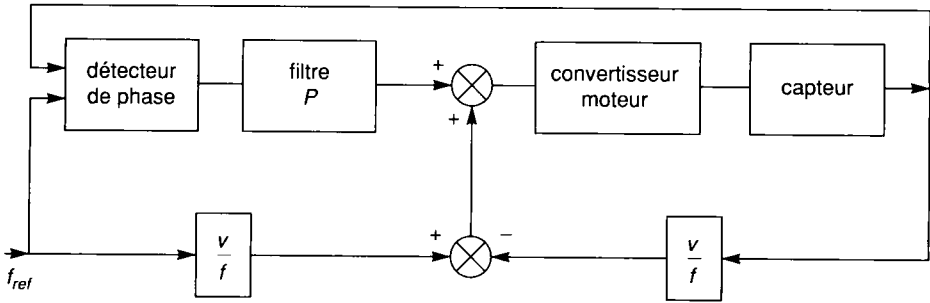 détecteur
de phase
filtre
P
+
+
convertisseur
moteur
capteur
f_ref
v
f
+
−
v
f